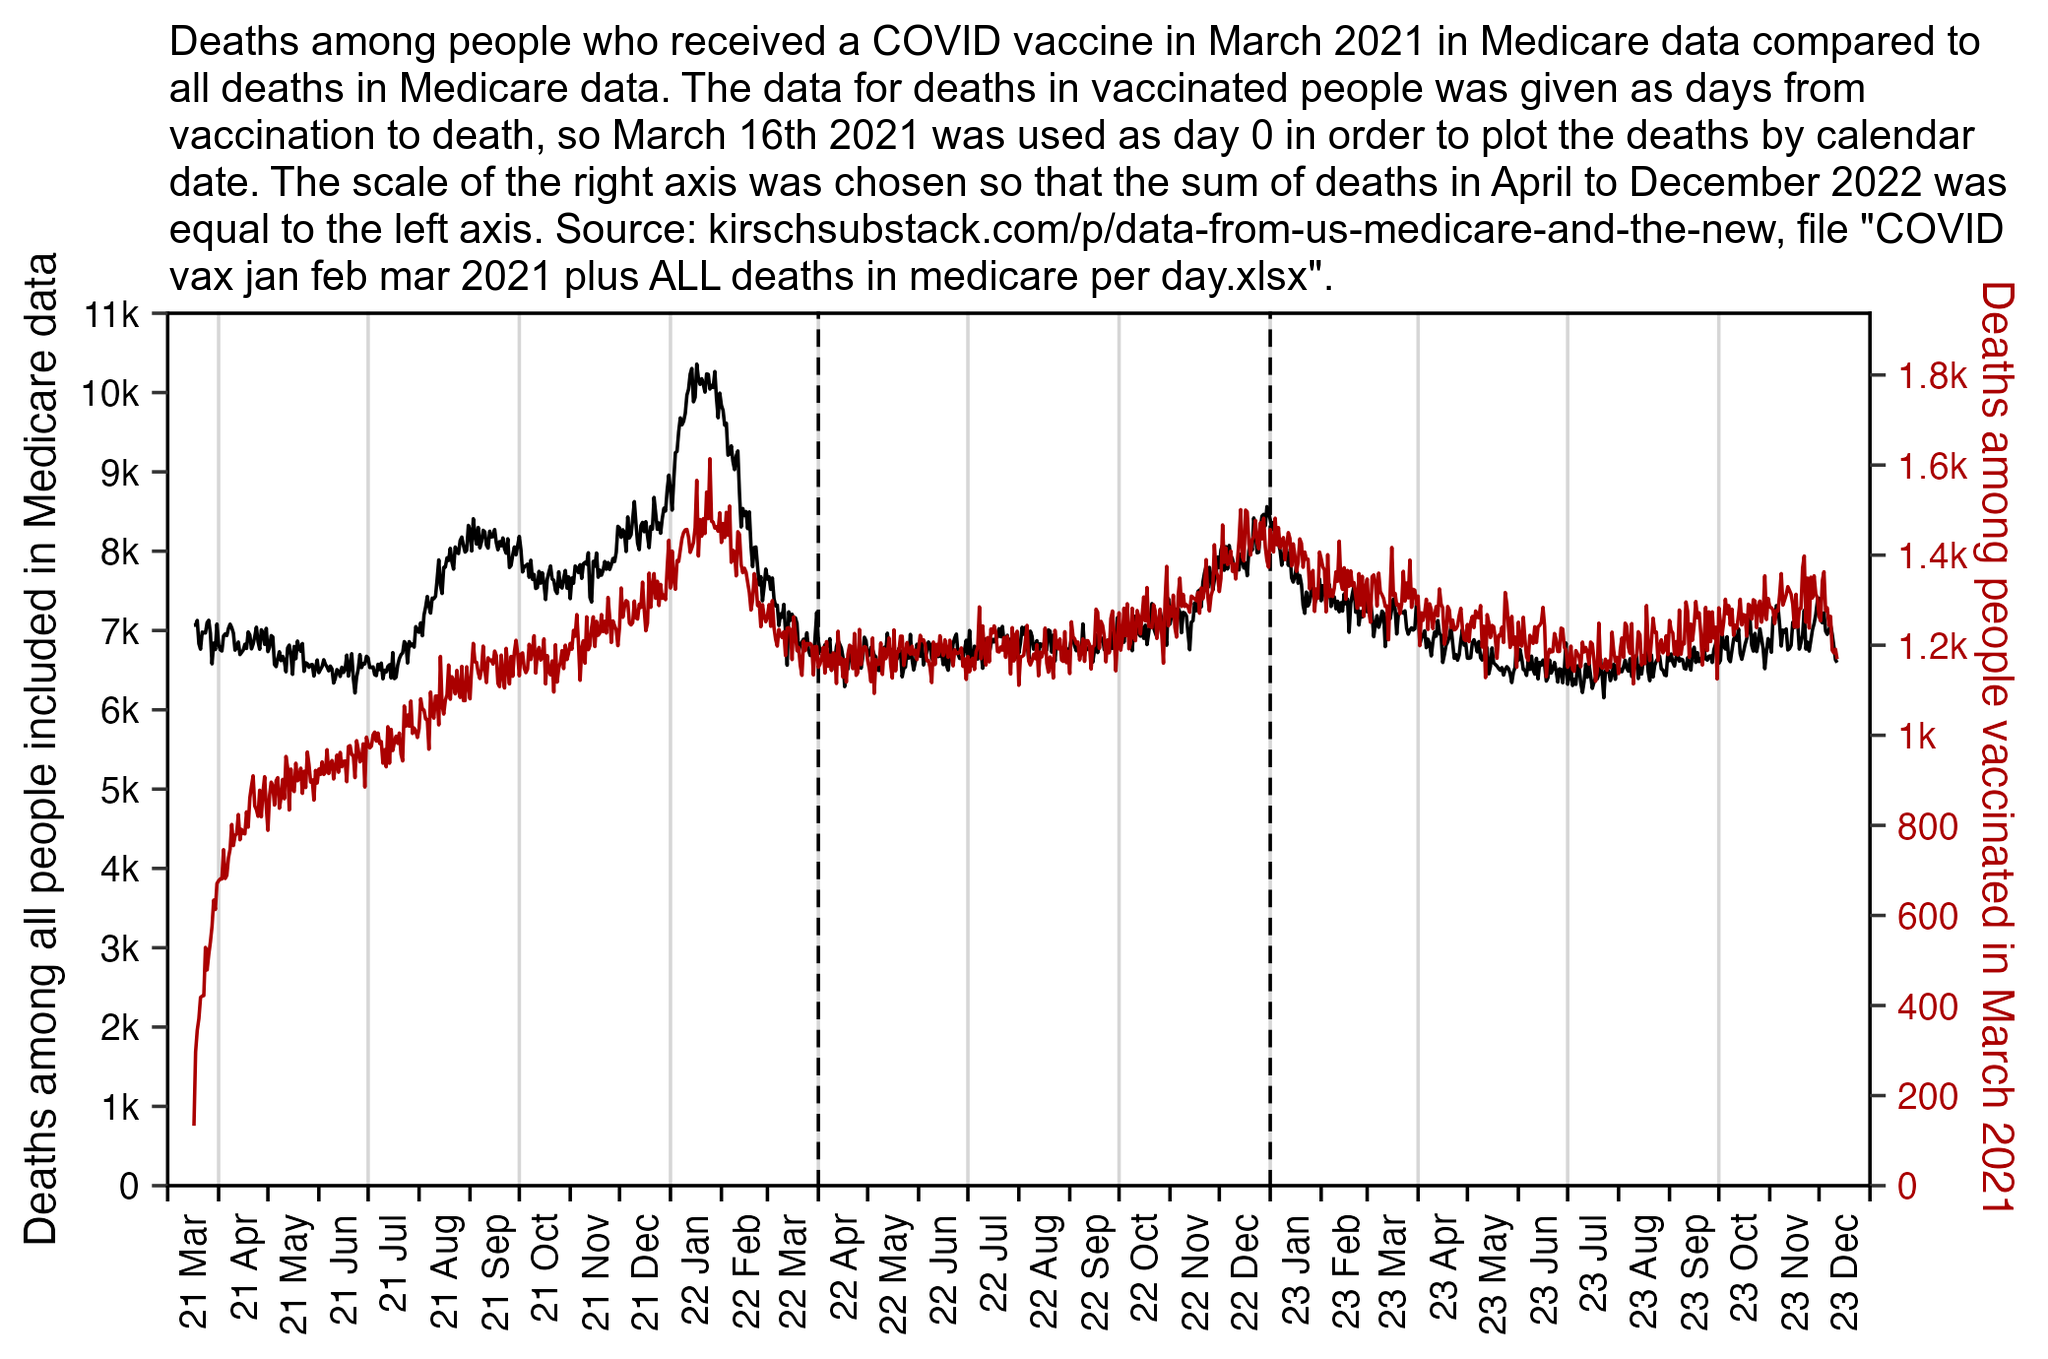 Deaths among people who received a COVID vaccine in March 2021 in Medicare data compared to
all deaths in Medicare data. The data for deaths in vaccinated people was given as days from
vaccination to death, so March 16th 2021 was used as day 0 in order to plot the deaths by calendar
date. The scale of the right axis was chosen so that the sum of deaths in April to December 2022 was
equal to the left axis. Source: kirschsubstack.com/p/data-from-us-medicare-and-the-new, file "COVID
vax jan feb mar 2021 plus ALL deaths in medicare per day.xlsx".
Deaths among all people included in Medicare data
11k
10k
9k
8k
7k
6k
5k
4k
3k
2k
1k
0
21 Mar
21 Apr
21 May
21 Jun
21 Jul
21 Aug
21 Sep
21 Oct
21 Nov
21 Dec
22 Jan
22 Feb
22 Mar
22 Apr
22 May
22 Jun
22 Jul
22 Aug
22 Sep
22 Oct
22 Nov
22 Dec
23 Jan
23 Feb
23 Mar
23 Apr
23 May
23 Jun
23 Jul
23 Aug
23 Sep
23 Oct
23 Nov
23 Dec
1.8k
1.6k
1.4k
1.2k
1k
800
600
400
200
0
Deaths among people vaccinated in March 2021